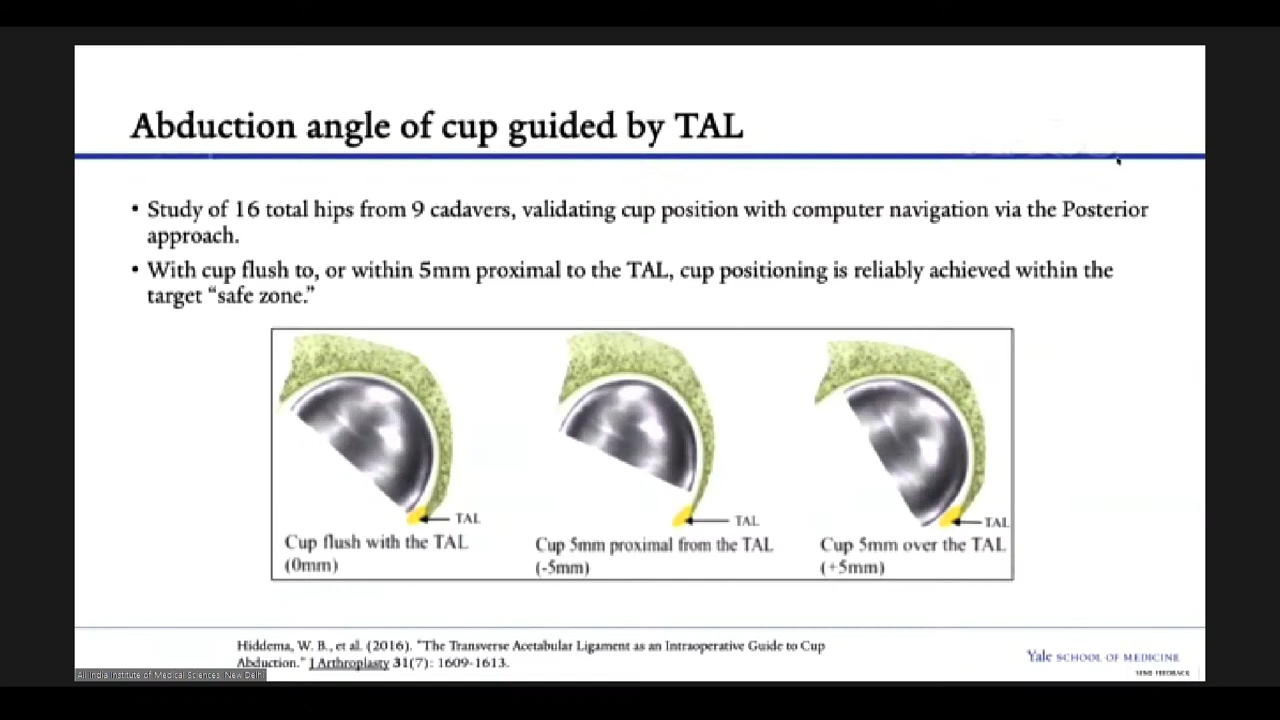 Abduction angle of cup guided by TAL
• Study of 16 total hips from 9 cadavers, validating cup position with computer navigation via the Posterior
approach.
• With cup flush to, or within 5mm proximal to the TAL, cup positioning is reliably achieved within the
target “safe zone.”
TAL
Cup flush with the TAL
(0mm)
TAL
Cup 5mm proximal from the TAL
(-5mm)
TAL
Cup 5mm over the TAL
(+5mm)
Hiddema, W. B., et al. (2016). "The Transverse Acetabular Ligament as an Intraoperative Guide to Cup
Abduction." J Arthroplasty 31(7): 1609-1613.
Yale SCHOOL OF MEDICINE
SEND FEEDBACK
All India Institute of Medical Sciences, New Delhi